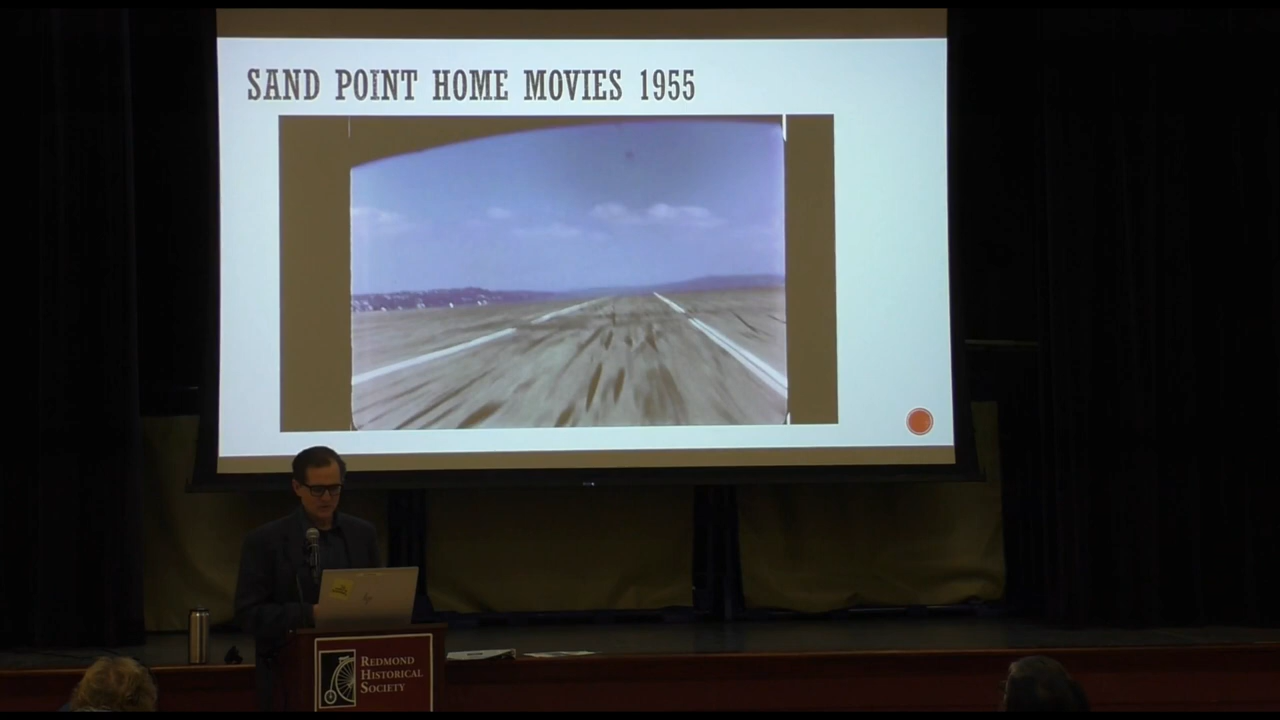 SAND POINT HOME MOVIES 1955
REDMOND
HISTORICAL
SOCIETY